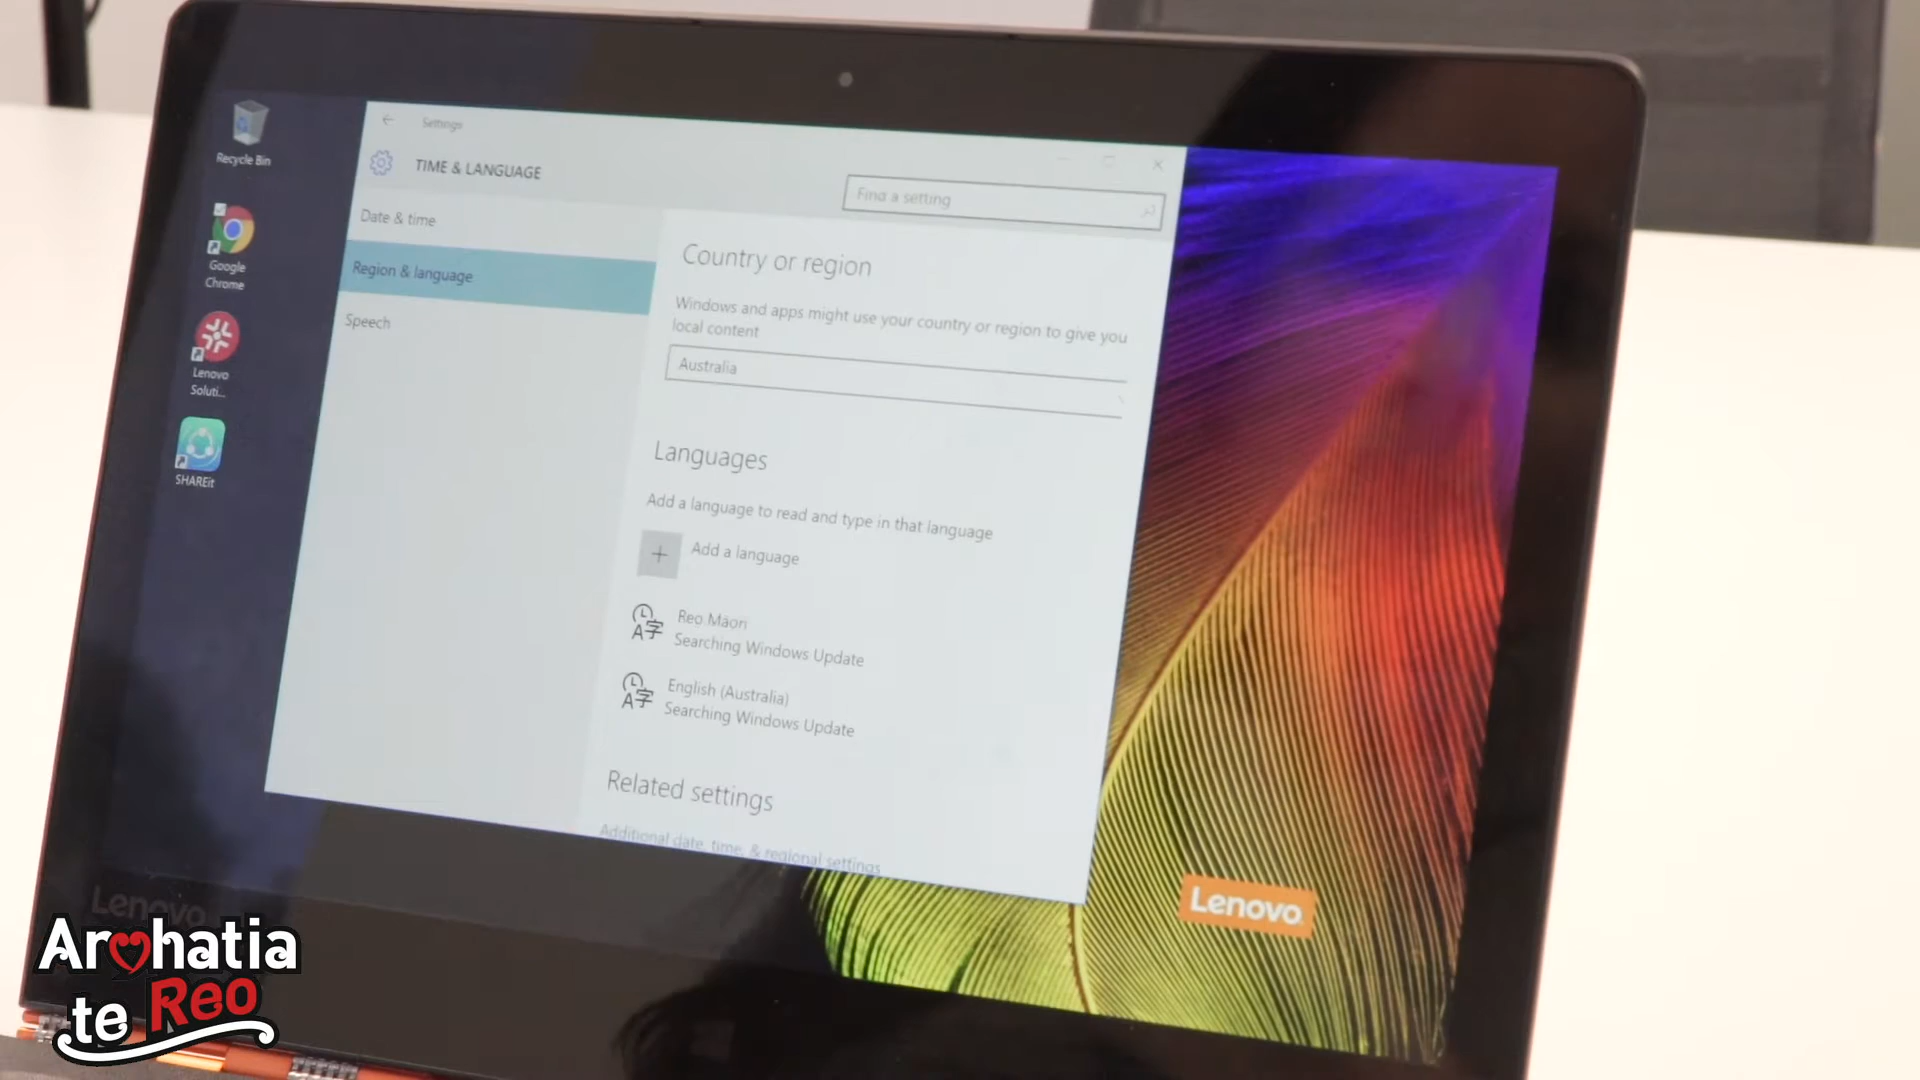 Recycle Bin
Google
Chrome
Lenovo
Soluti...
SHAREit
Settings
TIME & LANGUAGE
Find a setting
Date & time
Region & language
Speech
Country or region
Windows and apps might use your country or region to give you
local content
Australia
Languages
Add a language to read and type in that language
Add a language
Reo Māori
Searching Windows Update
English (Australia)
Searching Windows Update
Related settings
Additional date, time, & regional settings
Lenovo
Lenovo
Arohatia
te Reo